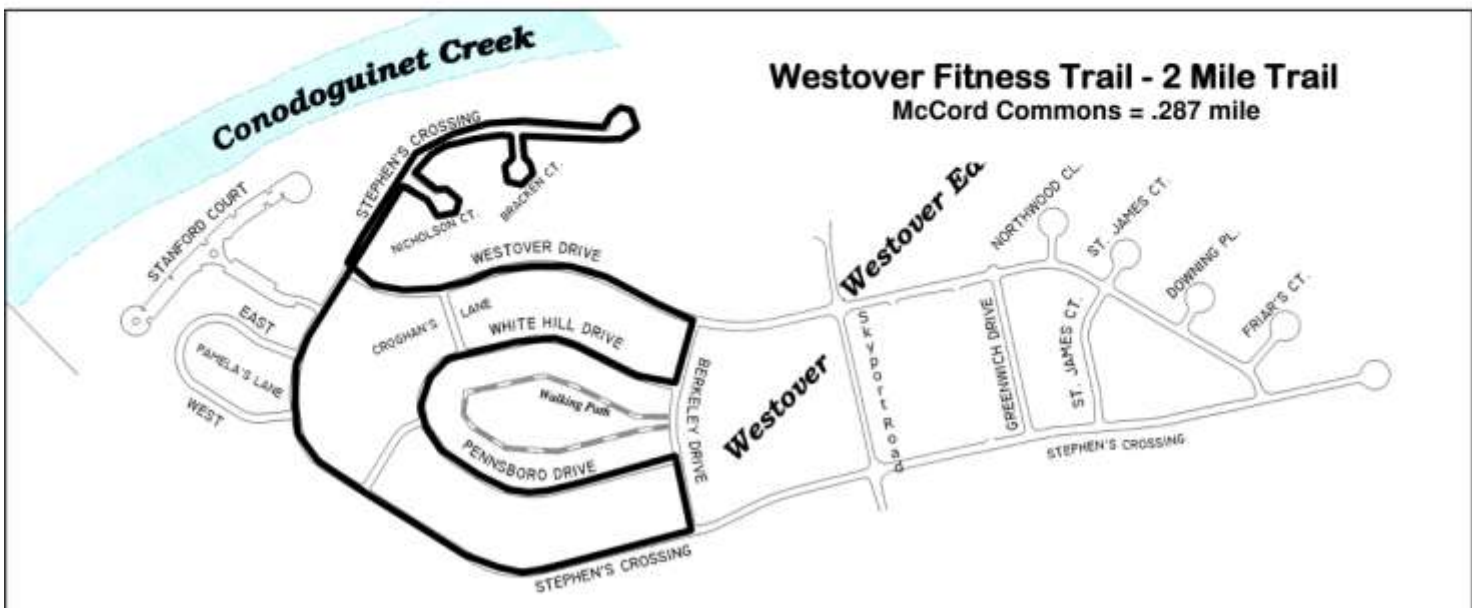 Conodoguinet Creek
Westover Fitness Trail - 2 Mile Trail
McCord Commons = .287 mile
STEPHEN'S CROSSING
STANFORD COURT
NICHOLSON CT.
BRACKEN CT.
WESTOVER DRIVE
EAST
PAMELA'S LANE
WEST
CROGHAN'S LANE
WHITE HILL DRIVE
Walking Path
PENNSBORO DRIVE
BERKELEY DRIVE
STEPHEN'S CROSSING
Westover
Westover Ea
Skyport Road
NORTHWOOD CL.
ST. JAMES CT.
DOWNING PL.
FRIAR'S CT.
GREENWICH DRIVE
ST. JAMES CT.
STEPHEN'S CROSSING